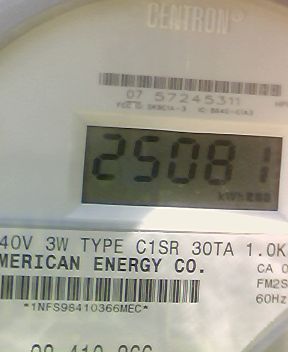 CENTRON®
07 57245311
25081
kWh
40V 3W TYPE C1SR 30TA 1.0K
MERICAN ENERGY CO.
CA 0
FM2S
60Hz
*1NFS98410366MEC*